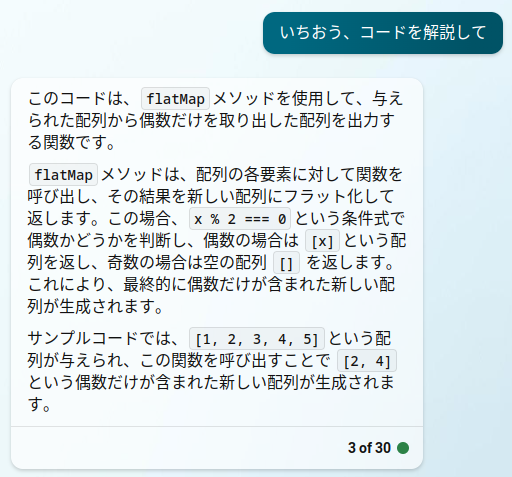 いちおう、コードを解説して
このコードは、 flatMap メソッドを使用して、与え
られた配列から偶数だけを取り出した配列を出力す
る関数です。
flatMap メソッドは、配列の各要素に対して関数を
呼び出し、その結果を新しい配列にフラット化して
返します。この場合、 x % 2 === 0 という条件式で
偶数かどうかを判断し、偶数の場合は [x] という配
列を返し、奇数の場合は空の配列 [] を返します。
これにより、最終的に偶数だけが含まれた新しい配
列が生成されます。
サンプルコードでは、 [1, 2, 3, 4, 5] という配
列が与えられ、この関数を呼び出すことで [2, 4]
という偶数だけが含まれた新しい配列が生成されま
す。
3 of 30